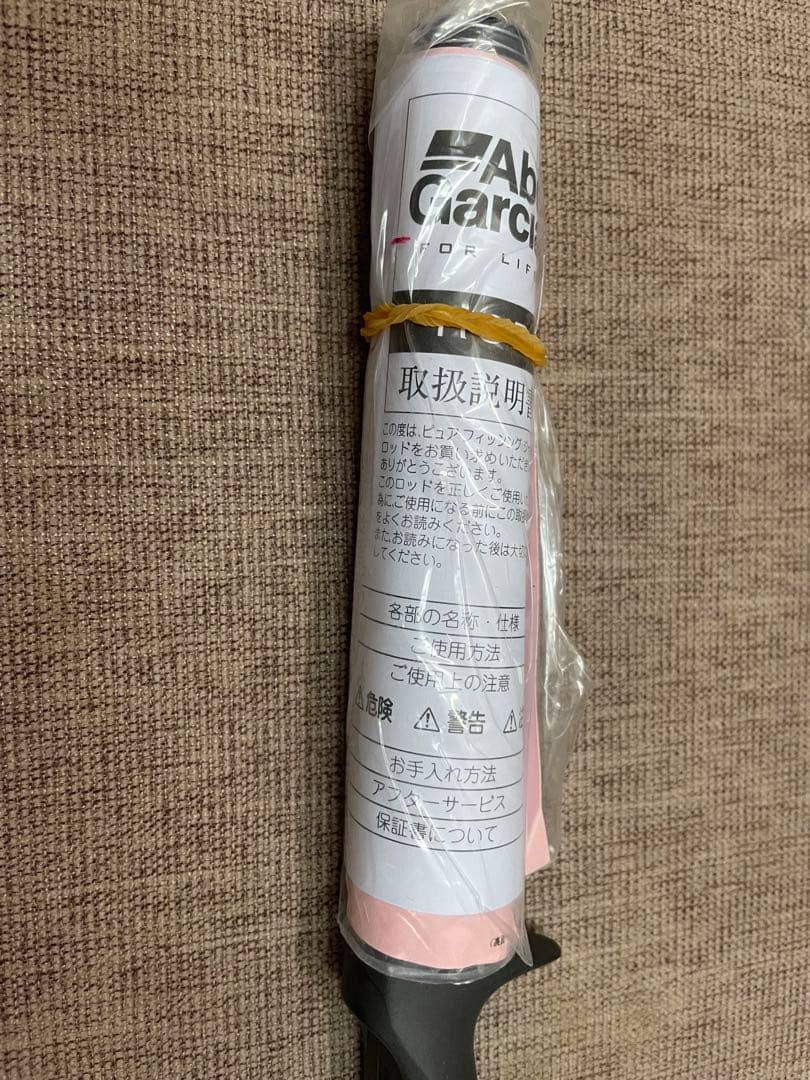 Ab
Garcia
FOR LIF
取扱説明書
この度は、ピュア フィッシング
ロッドをお買い求めいただき
ありがとうございます。
このロッドを正しくご使用い
為に、ご使用になる前にこの取扱
をよくお読みください。
また、お読みになった後は大切
してください。
各部の名称・仕様
ご使用方法
ご使用上の注意
⚠危険 ⚠警告 ⚠
お手入れ方法
アフターサービス
保証書について